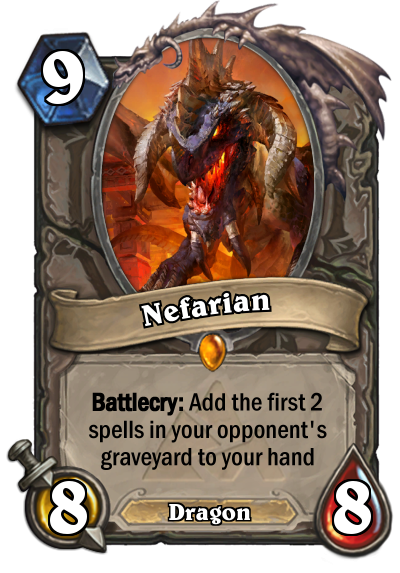 9
Nefarian
Battlecry: Add the first 2
spells in your opponent's
graveyard to your hand
8
Dragon
8